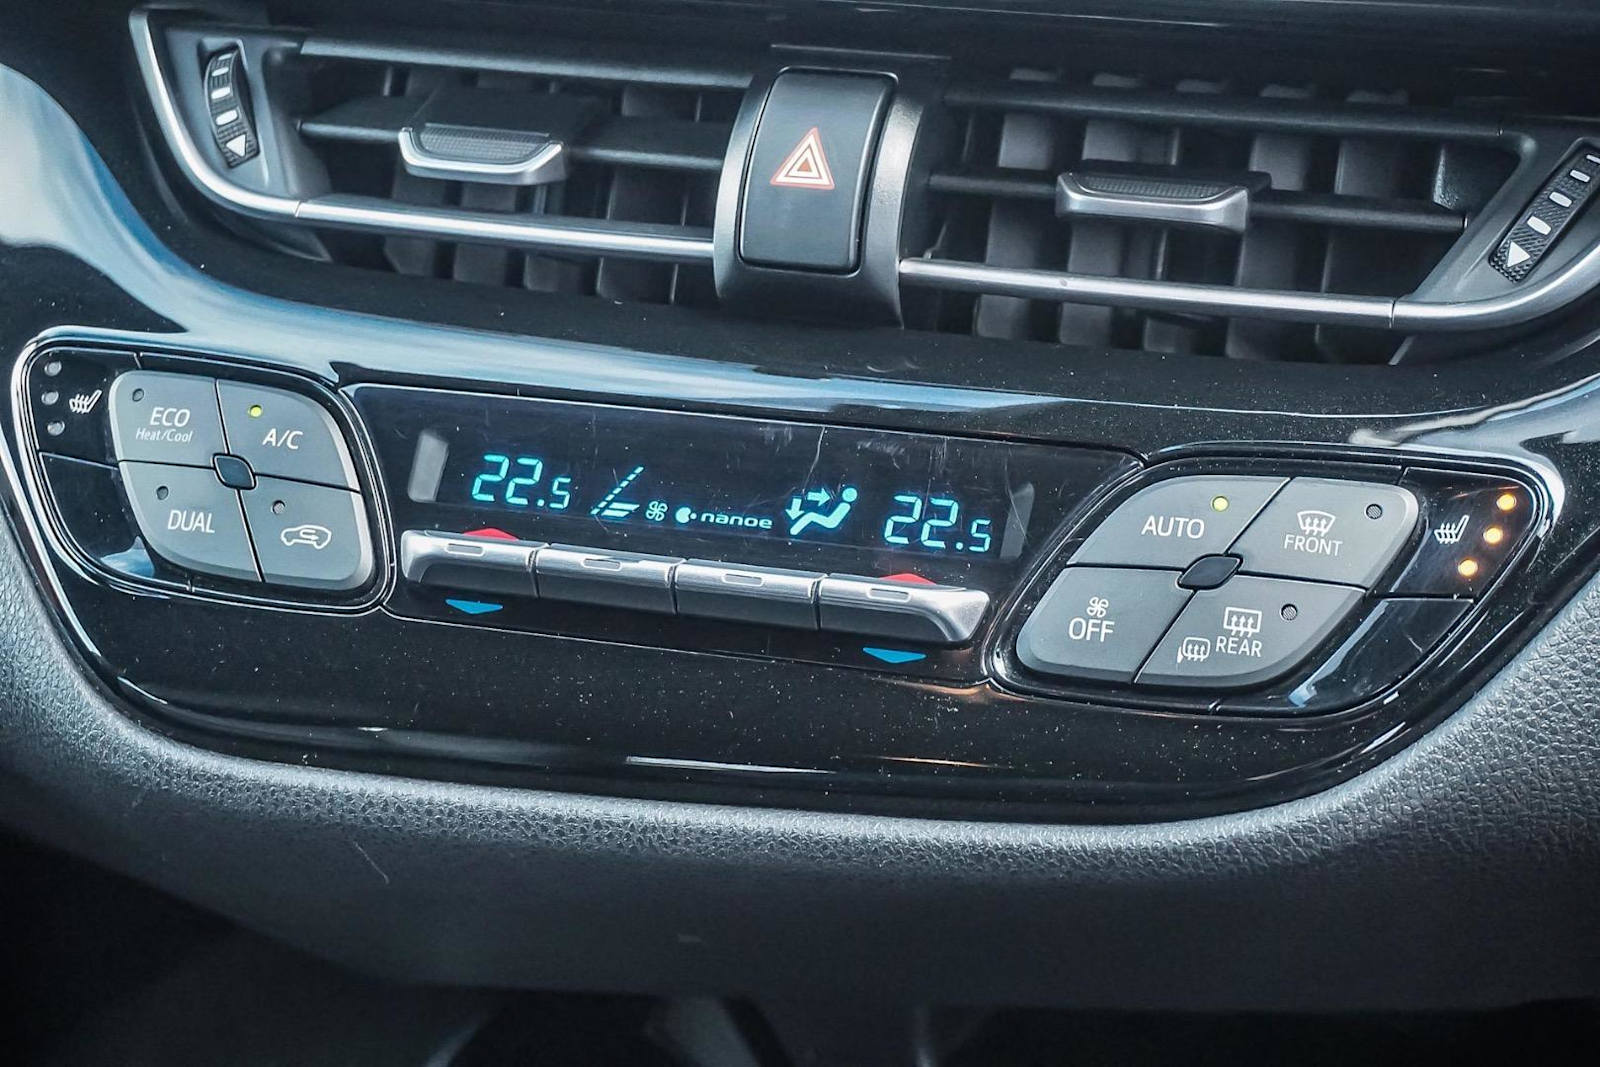 ECO
Heat/Cool
A/C
DUAL
22.5
nanoe
22.5
AUTO
FRONT
OFF
REAR